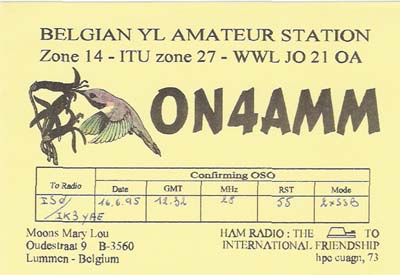 BELGIAN YL AMATEUR STATION
Zone 14 - ITU zone 27 - WWL JO 21 OA
ON4AMM
Confirming QSO
To Radio Date GMT MHz RST Mode
IS0/ 16.6.95 12.32 28 55 2xSSB
IK3YAE
Moons Mary Lou
Oudestraat 9 B-3560
Lummen - Belgium
HAM RADIO : THE TO
INTERNATIONAL FRIENDSHIP
hpe cuagn, 73